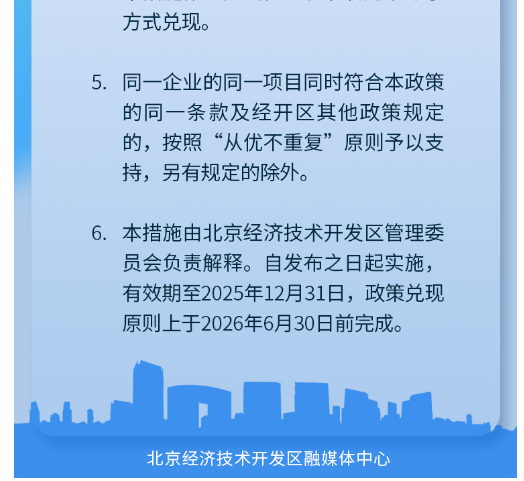 方式兑现。
5. 同一企业的同一项目同时符合本政策
的同一条款及经开区其他政策规定
的，按照“从优不重复”原则予以支
持，另有规定的除外。
6. 本措施由北京经济技术开发区管理委
员会负责解释。自发布之日起实施，
有效期至2025年12月31日，政策兑现
原则上于2026年6月30日前完成。
北京经济技术开发区融媒体中心